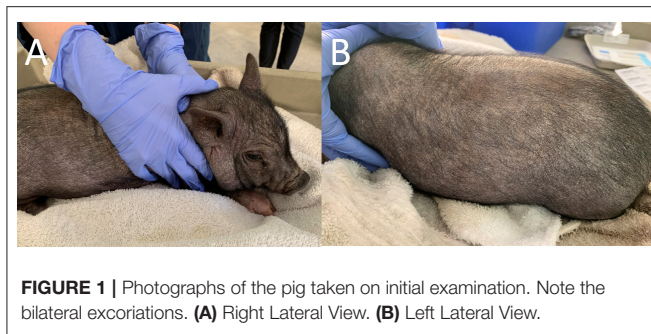 A
B
FIGURE 1 | Photographs of the pig taken on initial examination. Note the
bilateral excoriations. (A) Right Lateral View. (B) Left Lateral View.